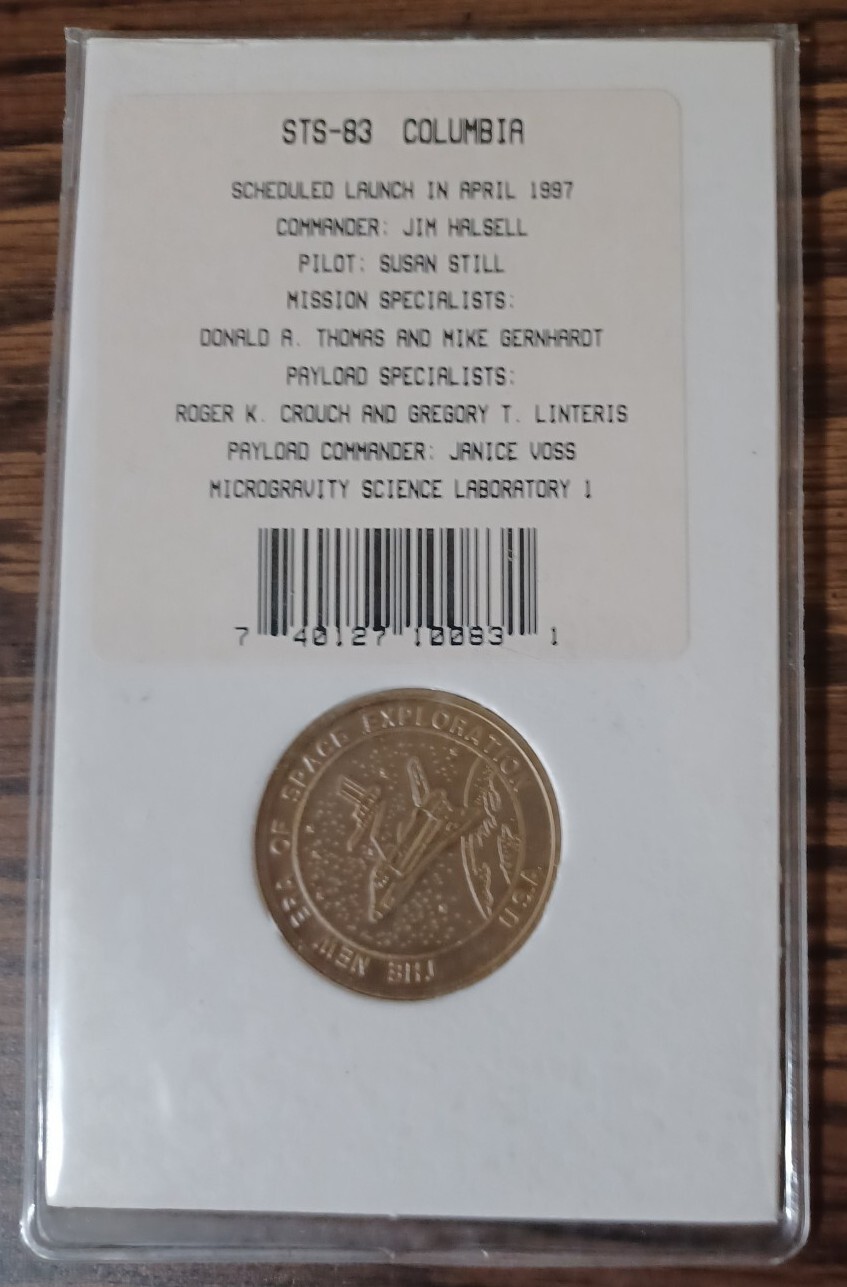 STS-83 COLUMBIA
SCHEDULED LAUNCH IN APRIL 1997
COMMANDER: JIM HALSELL
PILOT: SUSAN STILL
MISSION SPECIALISTS:
DONALD A. THOMAS AND MIKE GERNHARDT
PAYLOAD SPECIALISTS:
ROGER K. CROUCH AND GREGORY T. LINTERIS
PAYLOAD COMMANDER: JANICE VOSS
MICROGRAVITY SCIENCE LABORATORY 1
7 40127 10083 1
THE NEW ERA OF SPACE EXPLORATION
USA